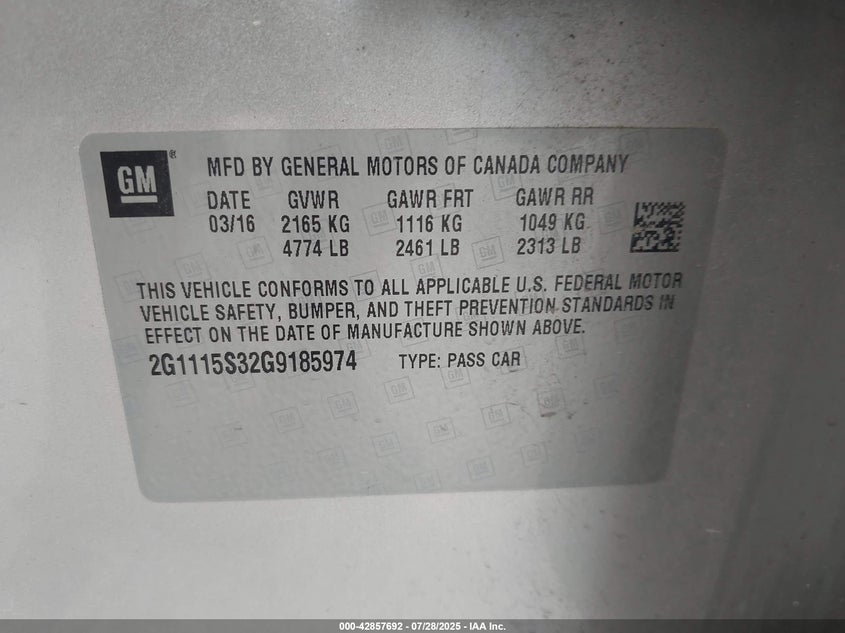 GM ® MFD BY GENERAL MOTORS OF CANADA COMPANY
DATE GVWR GAWR FRT GAWR RR
03/16 2165 KG 1116 KG 1049 KG
4774 LB 2461 LB 2313 LB
THIS VEHICLE CONFORMS TO ALL APPLICABLE U.S. FEDERAL MOTOR
VEHICLE SAFETY, BUMPER, AND THEFT PREVENTION STANDARDS IN
EFFECT ON THE DATE OF MANUFACTURE SHOWN ABOVE.
2G1115S32G9185974 TYPE: PASS CAR
000-42857692 / 07/28/2025 - IAA Inc.